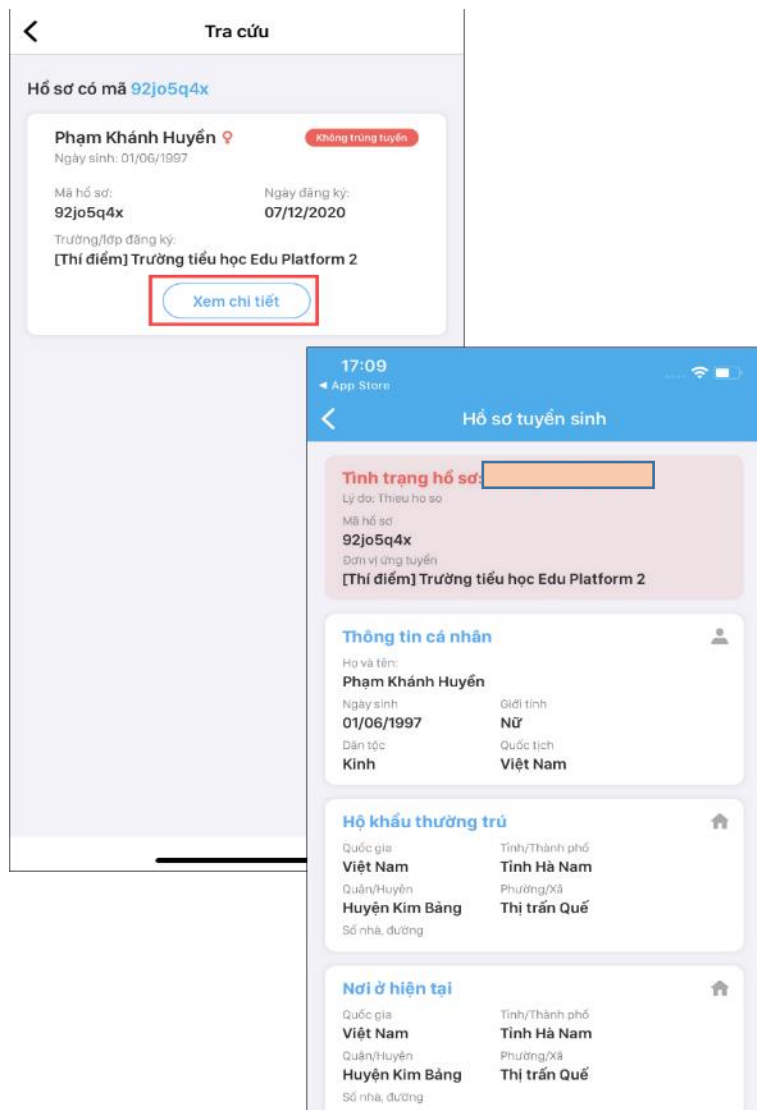 Tra cứu
Hồ sơ có mã 92jo5q4x
Phạm Khánh Huyền
Không trúng tuyển
Ngày sinh: 01/06/1997
Mã hồ sơ: Ngày đăng ký:
92jo5q4x 07/12/2020
Trường/lớp đăng ký:
[Thí điểm] Trường tiểu học Edu Platform 2
Xem chi tiết
17:09
App Store
Hồ sơ tuyển sinh
Tình trạng hồ sơ:
Lý do: Thieu ho so
Mã hồ sơ
92jo5q4x
Đơn vị ứng tuyển
[Thí điểm] Trường tiểu học Edu Platform 2
Thông tin cá nhân
Họ và tên:
Phạm Khánh Huyền
Ngày sinh Giới tính
01/06/1997 Nữ
Dân tộc Quốc tịch
Kinh Việt Nam
Hộ khẩu thường trú
Quốc gia Tỉnh/Thành phố
Việt Nam Tỉnh Hà Nam
Quận/Huyện Phường/Xã
Huyện Kim Bảng Thị trấn Quế
Số nhà, đường
Nơi ở hiện tại
Quốc gia Tỉnh/Thành phố
Việt Nam Tỉnh Hà Nam
Quận/Huyện Phường/Xã
Huyện Kim Bảng Thị trấn Quế
Số nhà, đường